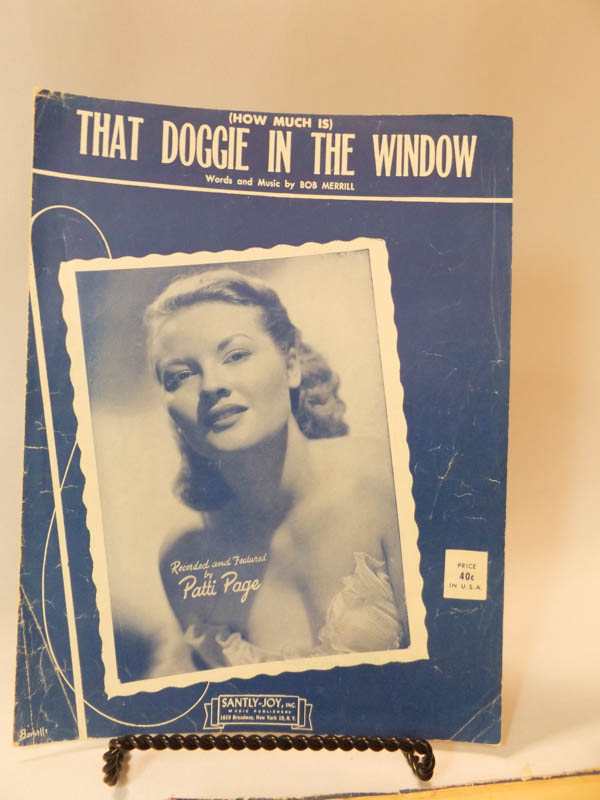 (HOW MUCH IS)
THAT DOGGIE IN THE WINDOW
Words and Music by BOB MERRILL
Recorded and Featured
by
Patti Page
PRICE
40c
IN U.S.A.
SANTLY-JOY, INC.
MUSIC PUBLISHERS
1619 Broadway, New York 19, N. Y.